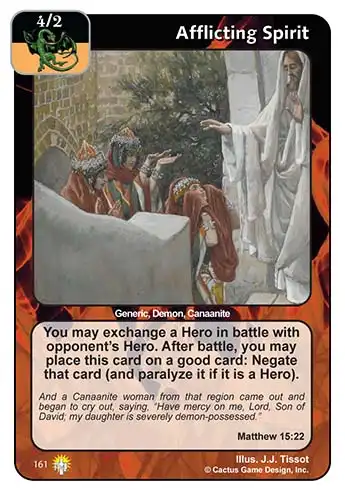 4/2
Afflicting Spirit
Generic, Demon, Canaanite
You may exchange a Hero in battle with
opponent's Hero. After battle, you may
place this card on a good card: Negate
that card (and paralyze it if it is a Hero).
And a Canaanite woman from that region came out and
began to cry out, saying, "Have mercy on me, Lord, Son of
David; my daughter is severely demon-possessed."
Matthew 15:22
161
Illus. J.J. Tissot
© Cactus Game Design, Inc.